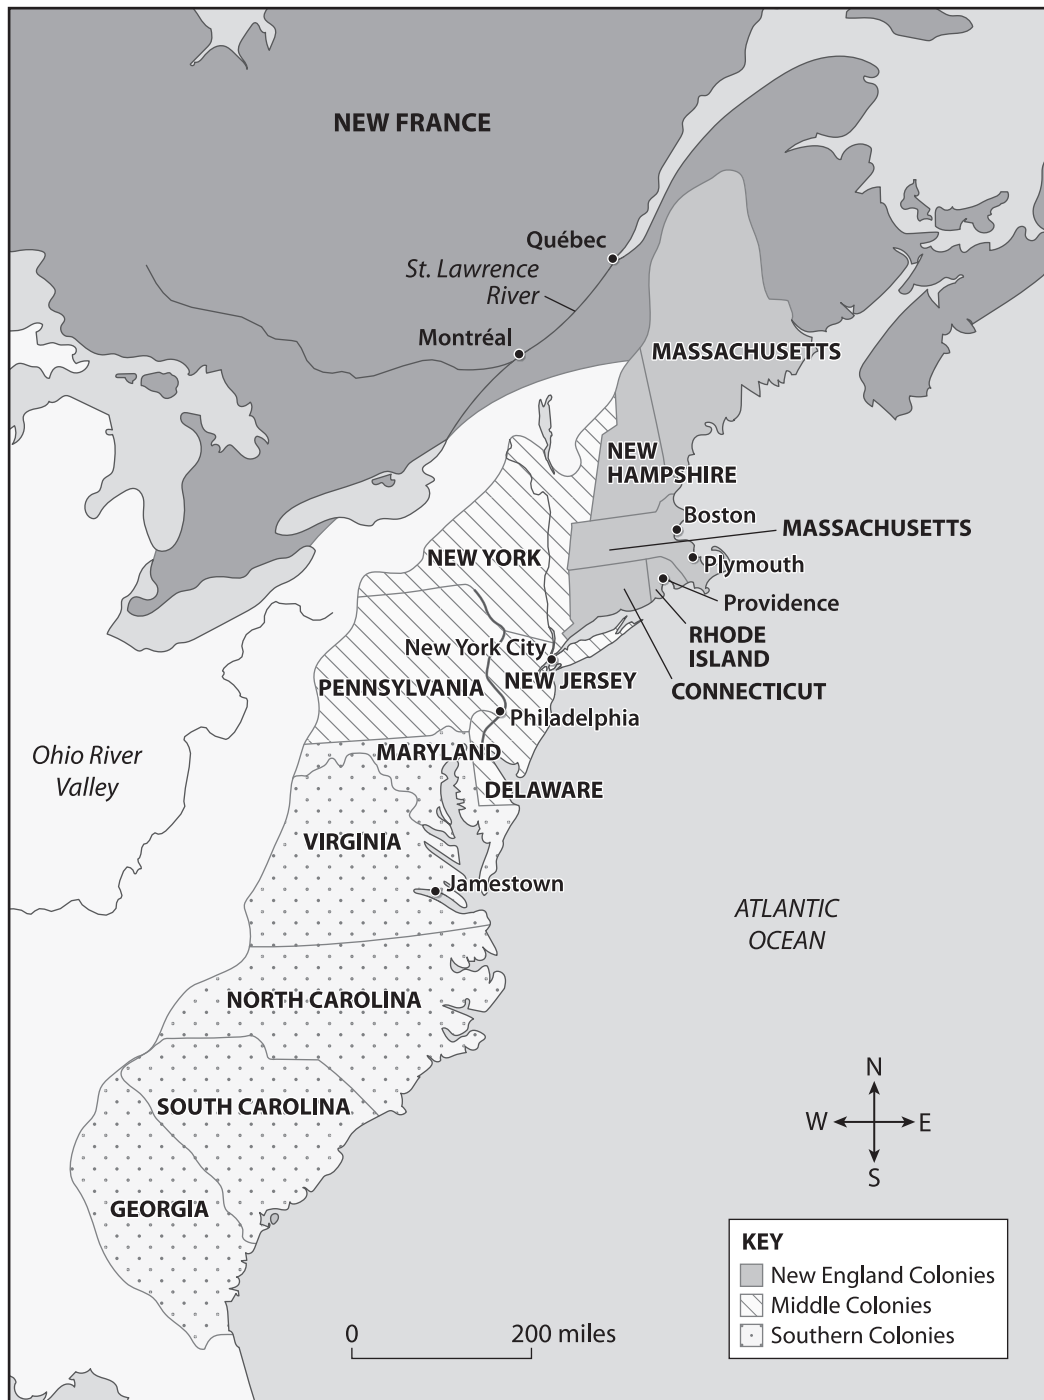 NEW FRANCE
Québec
St. Lawrence
River
Montréal
MASSACHUSETTS
NEW
HAMPSHIRE
Boston
MASSACHUSETTS
NEW YORK
Plymouth
Providence
RHODE
ISLAND
New York City
PENNSYLVANIA
NEW JERSEY
CONNECTICUT
Philadelphia
Ohio River
Valley
MARYLAND
DELAWARE
VIRGINIA
Jamestown
ATLANTIC
OCEAN
NORTH CAROLINA
SOUTH CAROLINA
GEORGIA
N
W E
S
KEY
New England Colonies
Middle Colonies
Southern Colonies
0 200 miles